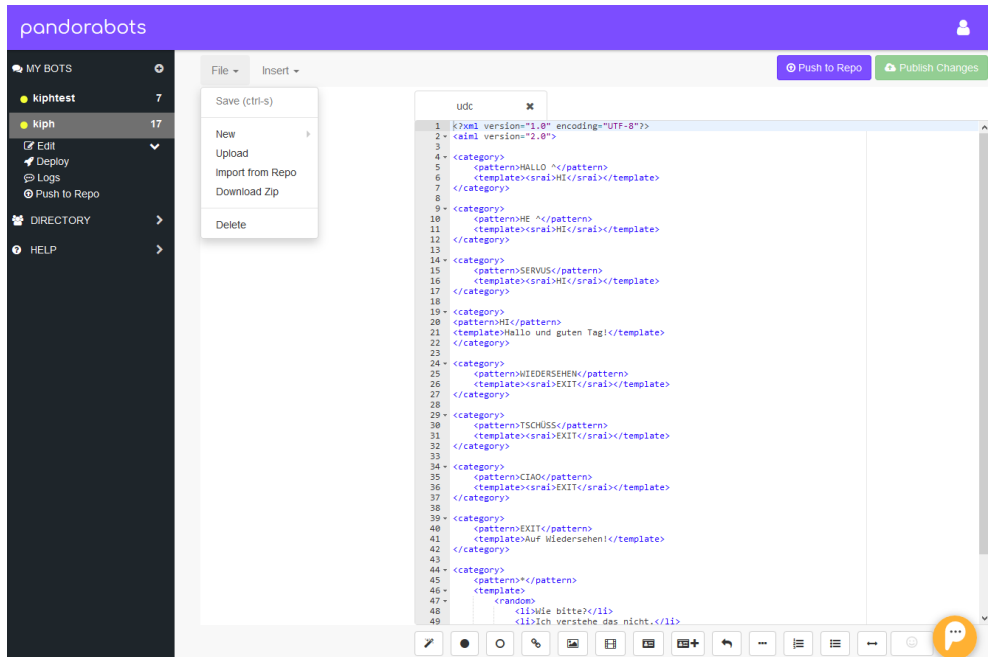 pandorabots
MY BOTS
kiphtest 7
kiph 17
Edit
Deploy
Logs
Push to Repo
DIRECTORY
HELP
File Insert
Push to Repo Publish Changes
Save (ctrl-s)
New
Upload
Import from Repo
Download Zip
Delete
udc
1 <?xml version="1.0" encoding="UTF-8"?>
2 <aiml version="2.0">
3
4 <category>
5 <pattern>HALLO ^</pattern>
6 <template><srai>HI</srai></template>
7 </category>
8
9 <category>
10 <pattern>HE ^</pattern>
11 <template><srai>HI</srai></template>
12 </category>
13
14 <category>
15 <pattern>SERVUS</pattern>
16 <template><srai>HI</srai></template>
17 </category>
18
19 <category>
20 <pattern>HI</pattern>
21 <template>Hallo und guten Tag!</template>
22 </category>
23
24 <category>
25 <pattern>WIEDERSEHEN</pattern>
26 <template><srai>EXIT</srai></template>
27 </category>
28
29 <category>
30 <pattern>TSCHÜSS</pattern>
31 <template><srai>EXIT</srai></template>
32 </category>
33
34 <category>
35 <pattern>CIAO</pattern>
36 <template><srai>EXIT</srai></template>
37 </category>
38
39 <category>
40 <pattern>EXIT</pattern>
41 <template>Auf Wiedersehen!</template>
42 </category>
43
44 <category>
45 <pattern>*</pattern>
46 <template>
47 <random>
48 <li>Wie bitte?</li>
49 <li>Ich verstehe das nicht.</li>